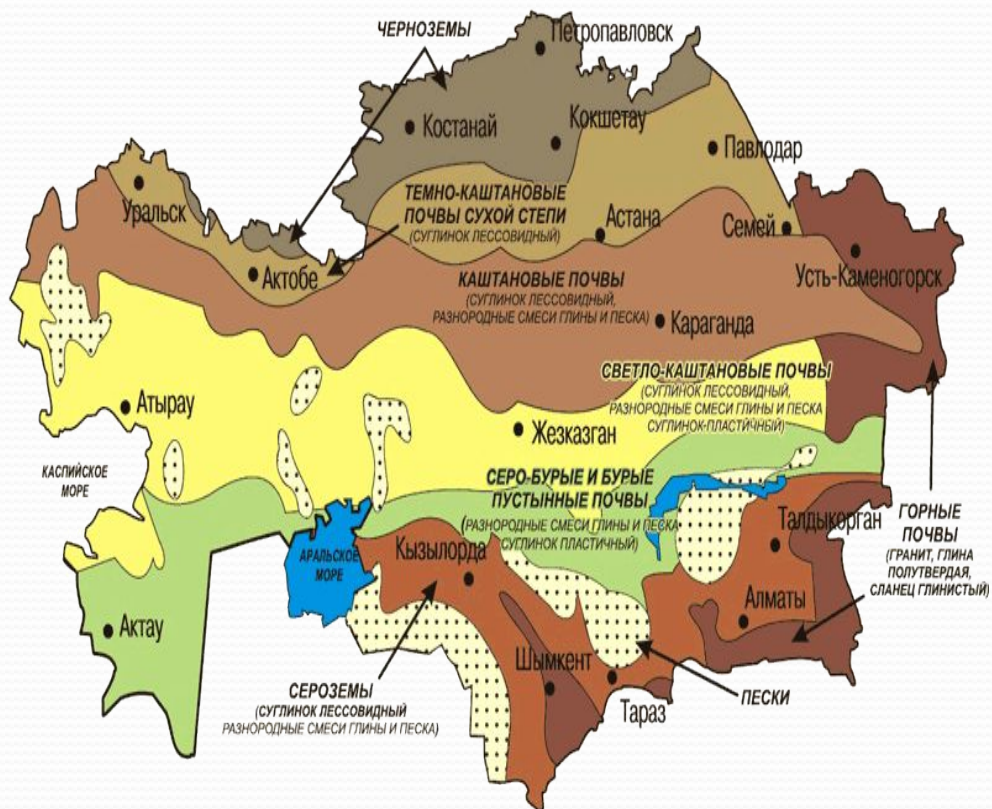 ЧЕРНОЗЕМЫ
Петропавловск
Костанай
Кокшетау
Павлодар
ТЕМНО-КАШТАНОВЫЕ
ПОЧВЫ СУХОЙ СТЕПИ
(СУГЛИНОК ЛЕССОВИДНЫЙ)
Уральск
Астана
Семей
Актобе
Усть-Каменогорск
КАШТАНОВЫЕ ПОЧВЫ
(СУГЛИНОК ЛЕССОВИДНЫЙ,
РАЗНОРОДНЫЕ СМЕСИ ГЛИНЫ И ПЕСКА)
Караганда
СВЕТЛО-КАШТАНОВЫЕ ПОЧВЫ
(СУГЛИНОК ЛЕССОВИДНЫЙ,
РАЗНОРОДНЫЕ СМЕСИ ГЛИНЫ И ПЕСКА
СУГЛИНОК-ПЛАСТИЧНЫЙ)
Атырау
Жезказган
КАСПИЙСКОЕ
МОРЕ
СЕРО-БУРЫЕ И БУРЫЕ
ПУСТЫННЫЕ ПОЧВЫ
(РАЗНОРОДНЫЕ СМЕСИ ГЛИНЫ И ПЕСКА
СУГЛИНОК ПЛАСТИЧНЫЙ)
Талдыкорган
ГОРНЫЕ
ПОЧВЫ
(ГРАНИТ, ГЛИНА
ПОЛУТВЕРДАЯ,
СЛАНЕЦ ГЛИНИСТЫЙ)
АРАЛЬСКОЕ
МОРЕ
Кызылорда
Алматы
Актау
Шымкент
СЕРОЗЕМЫ
(СУГЛИНОК ЛЕССОВИДНЫЙ
РАЗНОРОДНЫЕ СМЕСИ ГЛИНЫ И ПЕСКА)
Тараз
ПЕСКИ